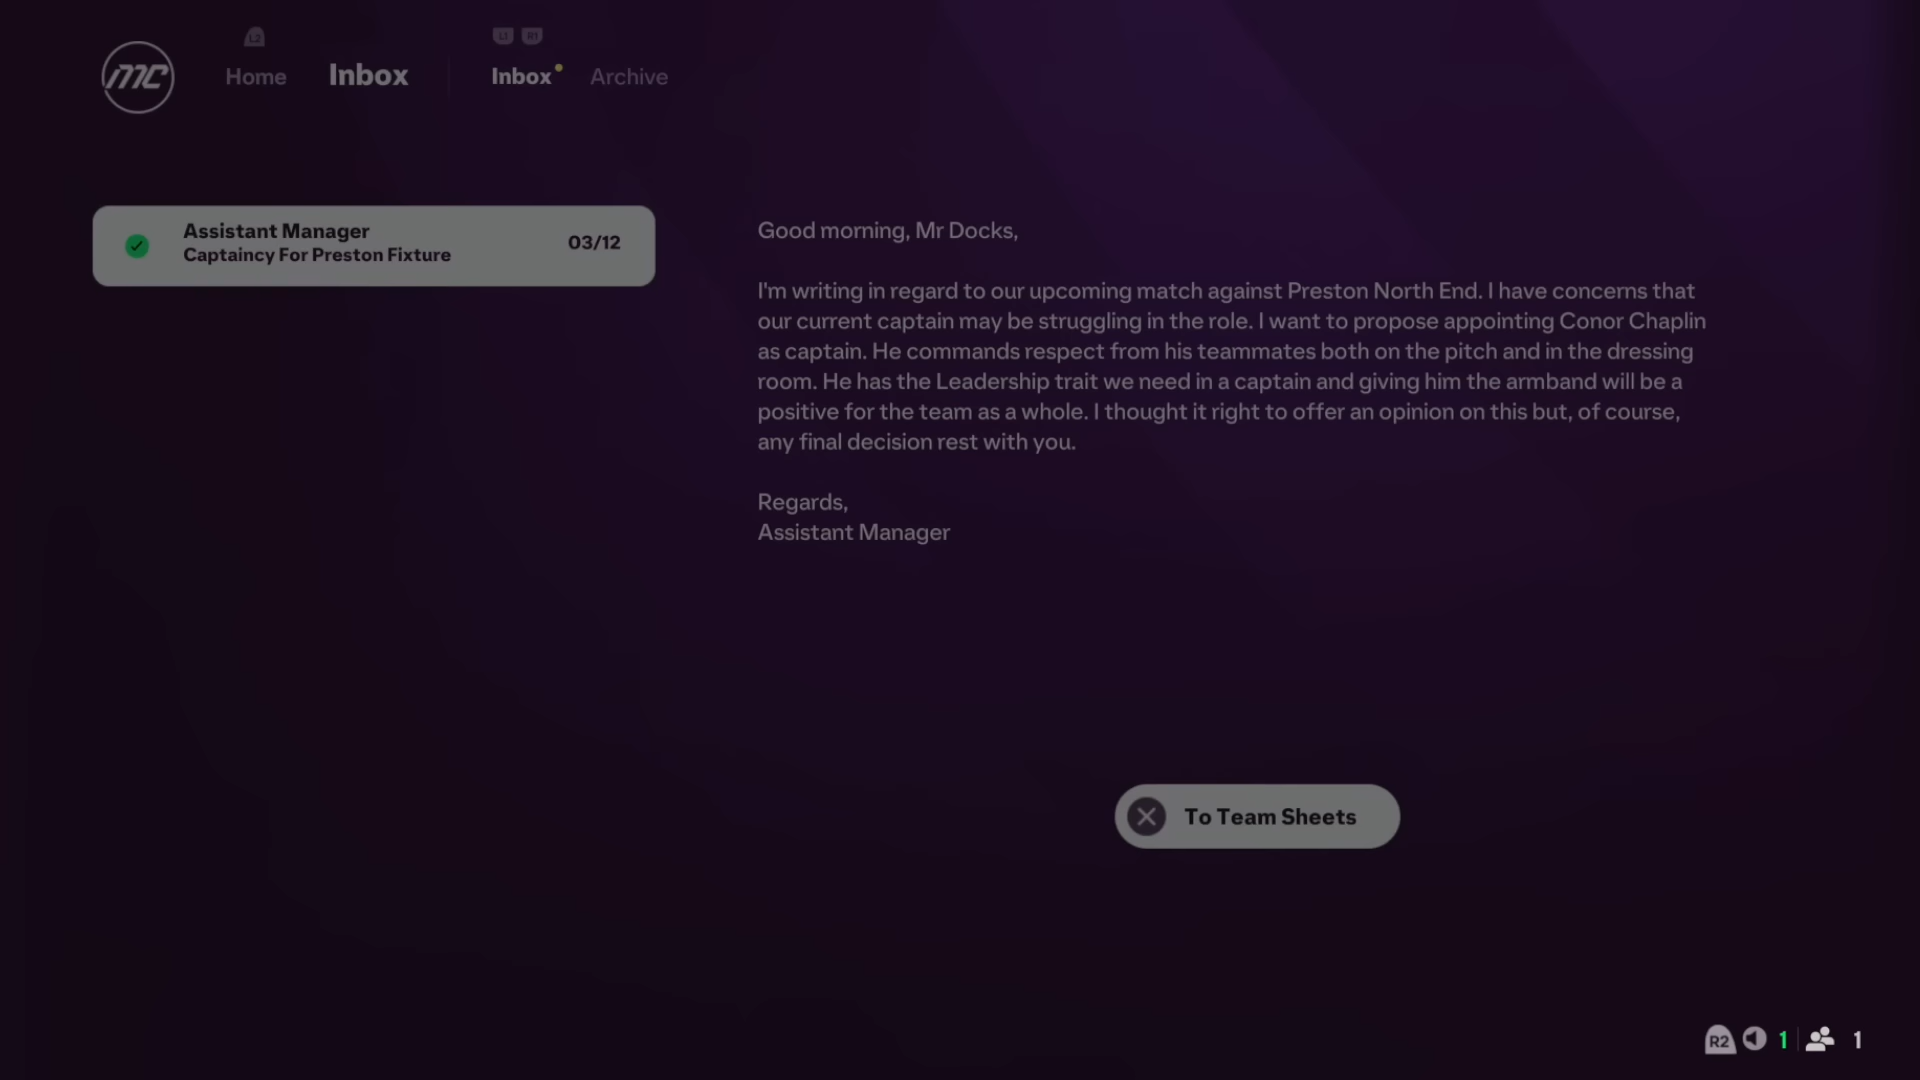 L2
L1 R1
MC Home Inbox Inbox Archive
Assistant Manager
Captaincy For Preston Fixture
03/12
Good morning, Mr Docks,
I'm writing in regard to our upcoming match against Preston North End. I have concerns that
our current captain may be struggling in the role. I want to propose appointing Conor Chaplin
as captain. He commands respect from his teammates both on the pitch and in the dressing
room. He has the Leadership trait we need in a captain and giving him the armband will be a
positive for the team as a whole. I thought it right to offer an opinion on this but, of course,
any final decision rest with you.
Regards,
Assistant Manager
To Team Sheets
R2 1 1